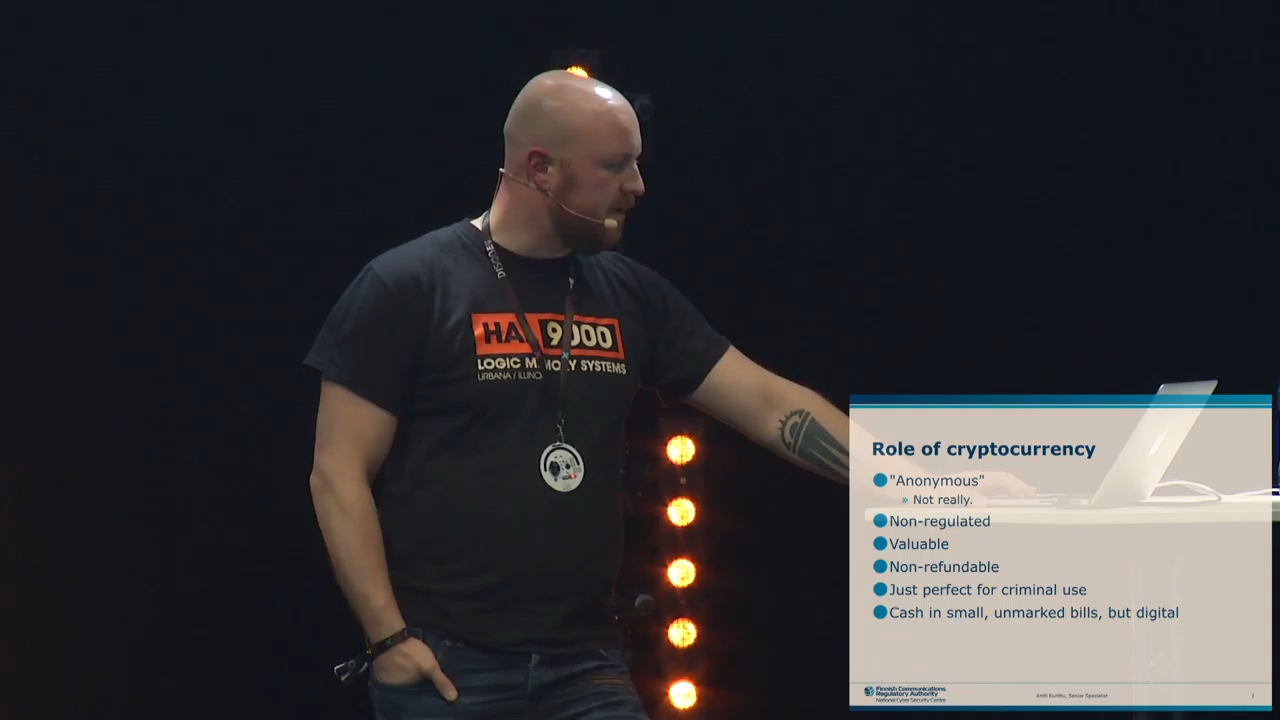 DISOBEY
HAL 9000
LOGIC MEMORY SYSTEMS
URBANA / ILLINOIS
Role of cryptocurrency
"Anonymous"
» Not really.
Non-regulated
Valuable
Non-refundable
Just perfect for criminal use
Cash in small, unmarked bills, but digital
Finnish Communications
Regulatory Authority
National Cyber Security Centre
Antti Kurittu, Senior Specialist
1